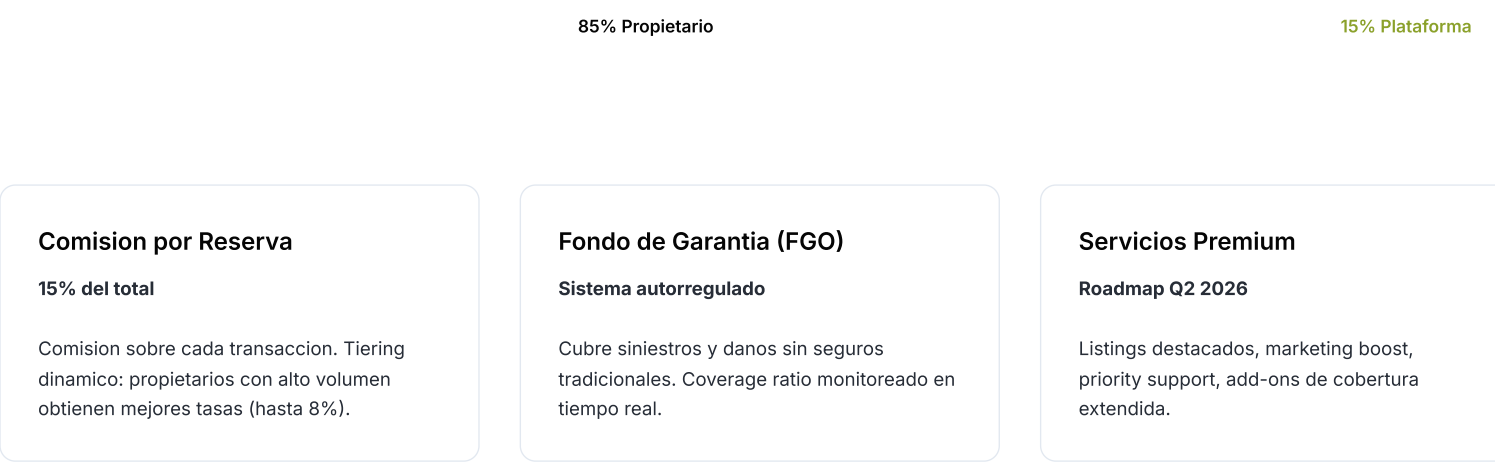 85% Propietario
15% Plataforma
Comision por Reserva
15% del total
Comision sobre cada transaccion. Tiering
dinamico: propietarios con alto volumen
obtienen mejores tasas (hasta 8%).
Fondo de Garantia (FGO)
Sistema autorregulado
Cubre siniestros y danos sin seguros
tradicionales. Coverage ratio monitoreado en
tiempo real.
Servicios Premium
Roadmap Q2 2026
Listings destacados, marketing boost,
priority support, add-ons de cobertura
extendida.